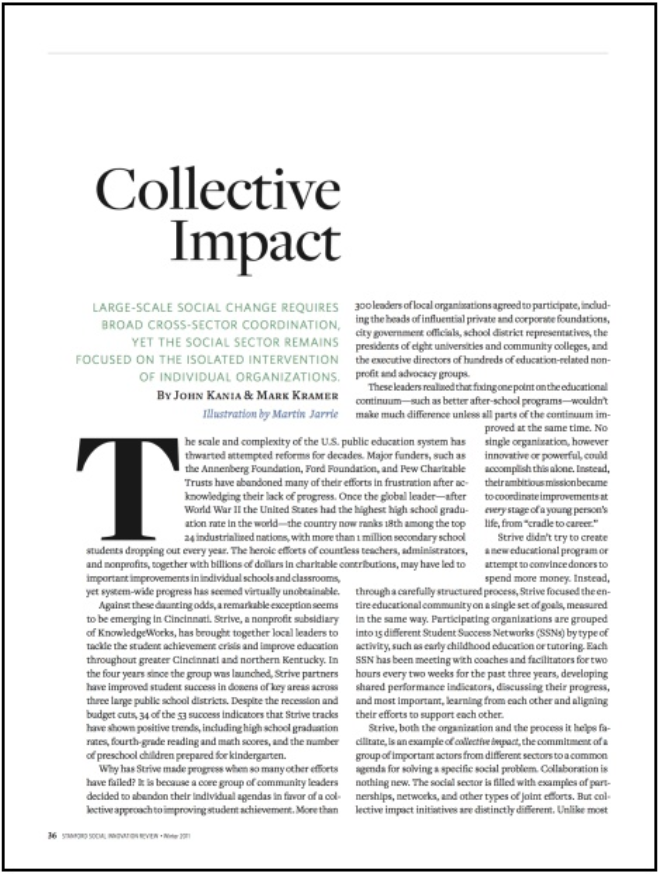 Collective
Impact
LARGE-SCALE SOCIAL CHANGE REQUIRES
BROAD CROSS-SECTOR COORDINATION,
YET THE SOCIAL SECTOR REMAINS
FOCUSED ON THE ISOLATED INTERVENTION
OF INDIVIDUAL ORGANIZATIONS.
BY JOHN KANIA & MARK KRAMER
Illustration by Martin Jarrie
The scale and complexity of the U.S. public education system has
thwarted attempted reforms for decades. Major funders, such as
the Annenberg Foundation, Ford Foundation, and Pew Charitable
Trusts have abandoned many of their efforts in frustration after ac-
knowledging their lack of progress. Once the global leader—after
World War II the United States had the highest high school gradu-
ation rate in the world—the country now ranks 18th among the top
24 industrialized nations, with more than 1 million secondary school
students dropping out every year. The heroic efforts of countless teachers, administrators,
and nonprofits, together with billions of dollars in charitable contributions, may have led to
important improvements in individual schools and classrooms,
yet system-wide progress has seemed virtually unobtainable.
Against these daunting odds, a remarkable exception seems
to be emerging in Cincinnati. Strive, a nonprofit subsidiary
of KnowledgeWorks, has brought together local leaders to
tackle the student achievement crisis and improve education
throughout greater Cincinnati and northern Kentucky. In
the four years since the group was launched, Strive partners
have improved student success in dozens of key areas across
three large public school districts. Despite the recession and
budget cuts, 34 of the 53 success indicators that Strive tracks
have shown positive trends, including high school graduation
rates, fourth-grade reading and math scores, and the number
of preschool children prepared for kindergarten.
Why has Strive made progress when so many other efforts
have failed? It is because a core group of community leaders
decided to abandon their individual agendas in favor of a col-
lective approach to improving student achievement. More than
300 leaders of local organizations agreed to participate, includ-
ing the heads of influential private and corporate foundations,
city government officials, school district representatives, the
presidents of eight universities and community colleges, and
the executive directors of hundreds of education-related non-
profit and advocacy groups.
These leaders realized that fixing one point on the educational
continuum—such as better after-school programs—wouldn't
make much difference unless all parts of the continuum im-
proved at the same time. No
single organization, however
innovative or powerful, could
accomplish this alone. Instead,
their ambitious mission became
to coordinate improvements at
every stage of a young person's
life, from "cradle to career."
Strive didn't try to create
a new educational program or
attempt to convince donors to
spend more money. Instead,
through a carefully structured process, Strive focused the en-
tire educational community on a single set of goals, measured
in the same way. Participating organizations are grouped
into 15 different Student Success Networks (SSNs) by type of
activity, such as early childhood education or tutoring. Each
SSN has been meeting with coaches and facilitators for two
hours every two weeks for the past three years, developing
shared performance indicators, discussing their progress,
and most important, learning from each other and aligning
their efforts to support each other.
Strive, both the organization and the process it helps fa-
cilitate, is an example of collective impact, the commitment of a
group of important actors from different sectors to a common
agenda for solving a specific social problem. Collaboration is
nothing new. The social sector is filled with examples of part-
nerships, networks, and other types of joint efforts. But col-
lective impact initiatives are distinctly different. Unlike most
36 STANFORD SOCIAL INNOVATION REVIEW • Winter 2011